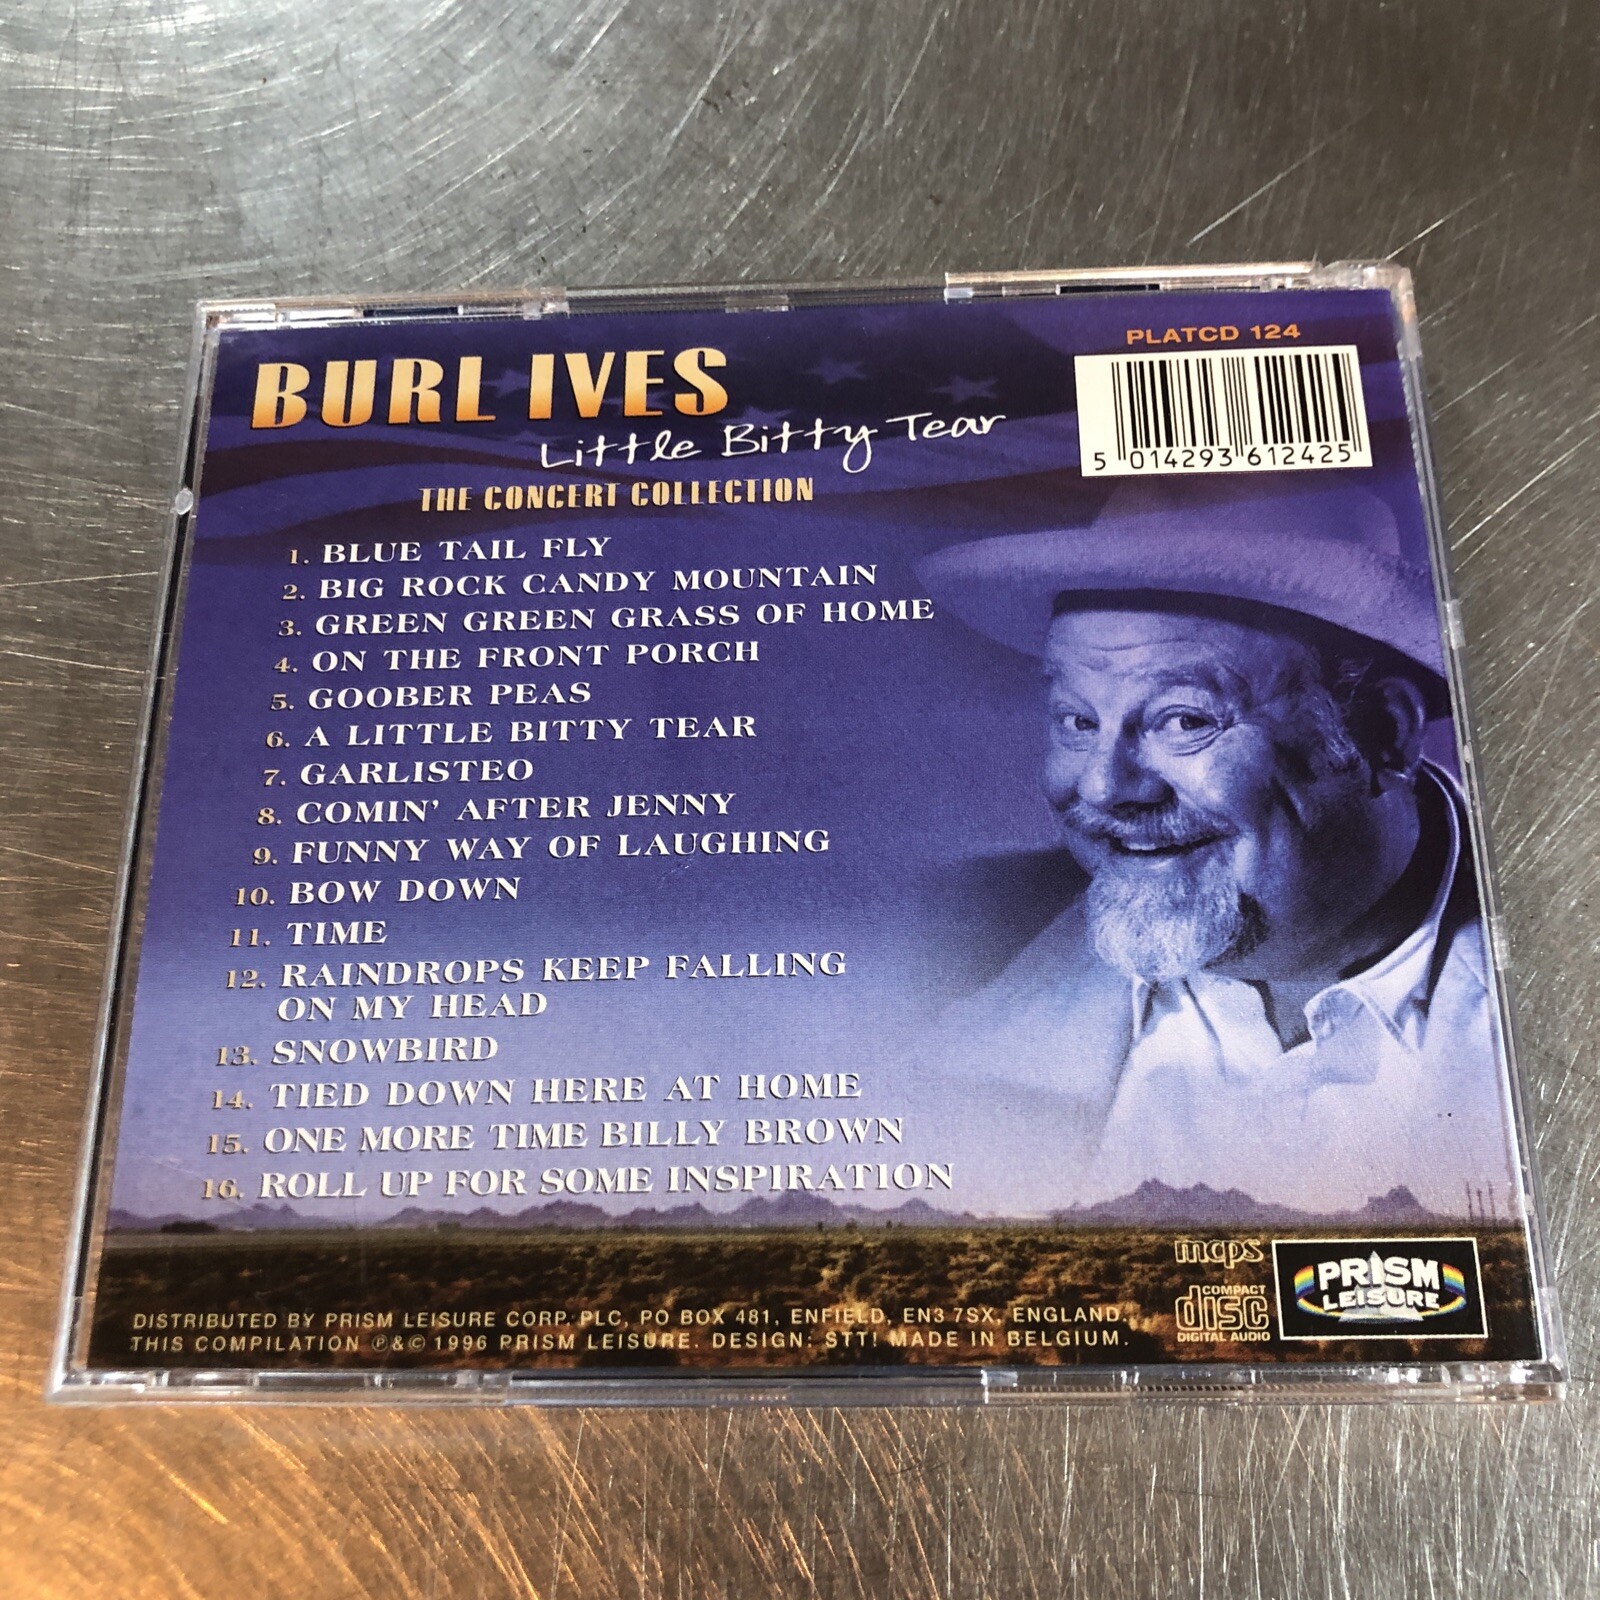 PLATCD 124
BURL IVES
Little Bitty Tear
THE CONCERT COLLECTION
5 014293 612425
1. BLUE TAIL FLY
2. BIG ROCK CANDY MOUNTAIN
3. GREEN GREEN GRASS OF HOME
4. ON THE FRONT PORCH
5. GOOBER PEAS
6. A LITTLE BITTY TEAR
7. GARLISTEO
8. COMIN' AFTER JENNY
9. FUNNY WAY OF LAUGHING
10. BOW DOWN
11. TIME
12. RAINDROPS KEEP FALLING
ON MY HEAD
13. SNOWBIRD
14. TIED DOWN HERE AT HOME
15. ONE MORE TIME BILLY BROWN
16. ROLL UP FOR SOME INSPIRATION
DISTRIBUTED BY PRISM LEISURE CORP. PLC, PO BOX 481, ENFIELD, EN3 7SX, ENGLAND.
THIS COMPILATION ℗&© 1996 PRISM LEISURE. DESIGN: STT! MADE IN BELGIUM.
mcps
COMPACT
disc
DIGITAL AUDIO
PRISM
LEISURE